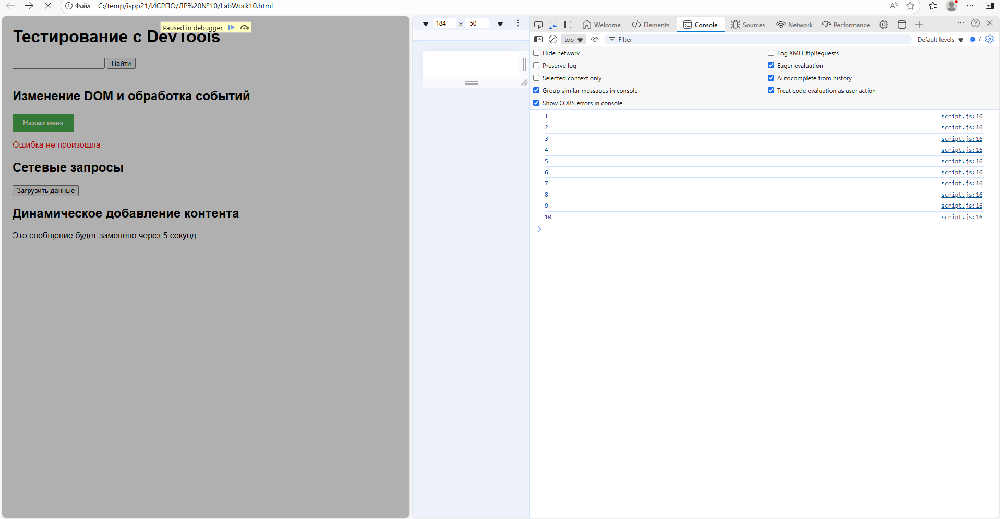 Файл C:/temp/ispp21/ИСРПО/ЛР%20№10/LabWork10.html
Paused in debugger
Тестирование с DevTools
Найти
Изменение DOM и обработка событий
Нажми меня
Ошибка не произошла
Сетевые запросы
Загрузить данные
Динамическое добавление контента
Это сообщение будет заменено через 5 секунд
184 × 50
Welcome Elements Console Sources Network Performance
top Filter Default levels 7
Hide network Log XMLHttpRequests
Preserve log Eager evaluation
Selected context only Autocomplete from history
Group similar messages in console Treat code evaluation as user action
Show CORS errors in console
1 script.js:16
2 script.js:16
3 script.js:16
4 script.js:16
5 script.js:16
6 script.js:16
7 script.js:16
8 script.js:16
9 script.js:16
10 script.js:16